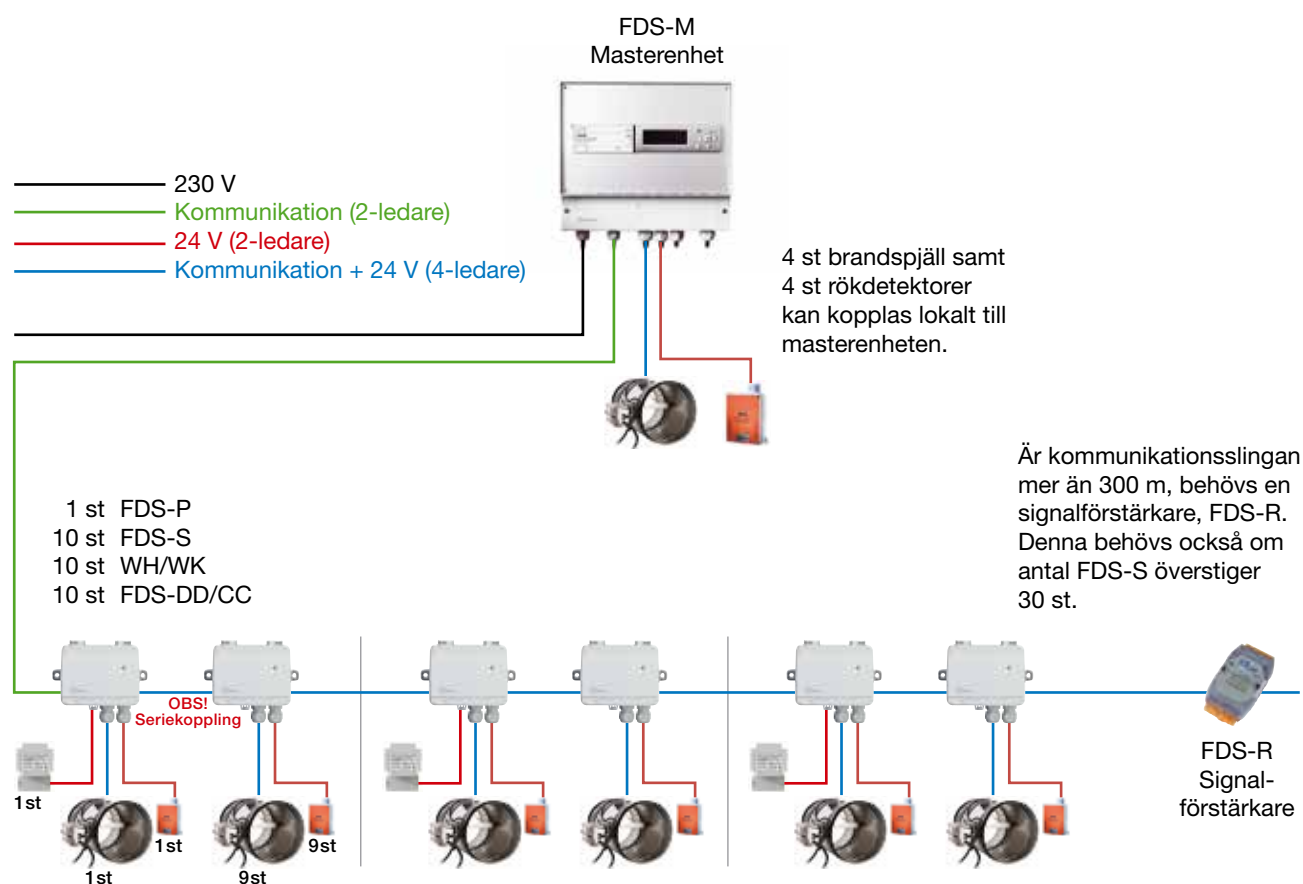 FDS-M
Masterenhet
230 V
Kommunikation (2-ledare)
24 V (2-ledare)
Kommunikation + 24 V (4-ledare)
4 st brandspjäll samt
4 st rökdetektorer
kan kopplas lokalt till
masterenheten.
Är kommunikationsslingan
mer än 300 m, behövs en
signalförstärkare, FDS-R.
Denna behövs också om
antal FDS-S överstiger
30 st.
1 st FDS-P
10 st FDS-S
10 st WH/WK
10 st FDS-DD/CC
OBS!
Seriekoppling
FDS-R
Signal-
förstärkare
1st
1st
9st
1st
9st